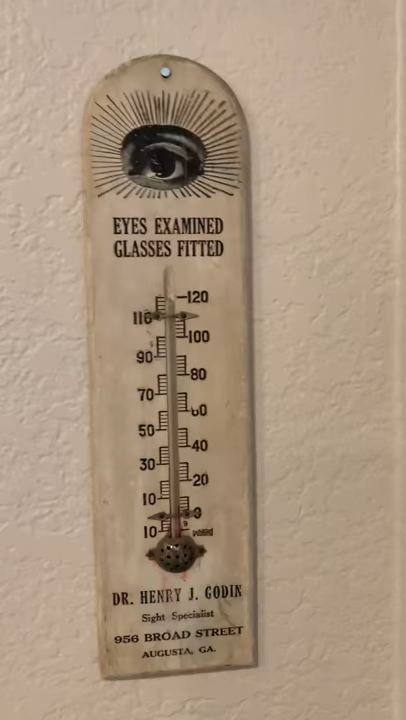 EYES EXAMINED
GLASSES FITTED
120
110
100
90
80
70
60
50
40
30
20
10
0
10
DR. HENRY J. GODIN
Sight Specialist
956 BROAD STREET
AUGUSTA, GA.